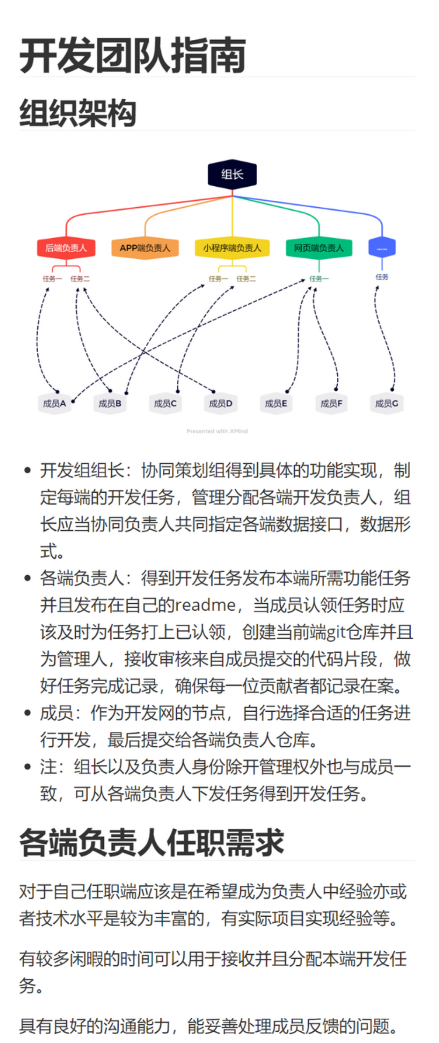 开发团队指南
组织架构
组长
后端负责人 APP端负责人 小程序端负责人 网页端负责人 ......
任务一 任务二 任务一 任务二 任务一 任务
成员A 成员B 成员C 成员D 成员E 成员F 成员G
Presented with XMind
开发组组长：协同策划组得到具体的功能实现，制
定每端的开发任务，管理分配各端开发负责人，组
长应当协同负责人共同指定各端数据接口，数据形
式。
各端负责人：得到开发任务发布本端所需功能任务
并且发布在自己的readme，当成员认领任务时应
该及时为任务打上已认领，创建当前端git仓库并且
为管理人，接收审核来自成员提交的代码片段，做
好任务完成记录，确保每一位贡献者都记录在案。
成员：作为开发网的节点，自行选择合适的任务进
行开发，最后提交给各端负责人仓库。
注：组长以及负责人身份除开管理权外也与成员一
致，可从各端负责人下发任务得到开发任务。
各端负责人任职需求
对于自己任职端应该是在希望成为负责人中经验亦或
者技术水平是较为丰富的，有实际项目实现经验等。
有较多闲暇的时间可以用于接收并且分配本端开发任
务。
具有良好的沟通能力，能妥善处理成员反馈的问题。